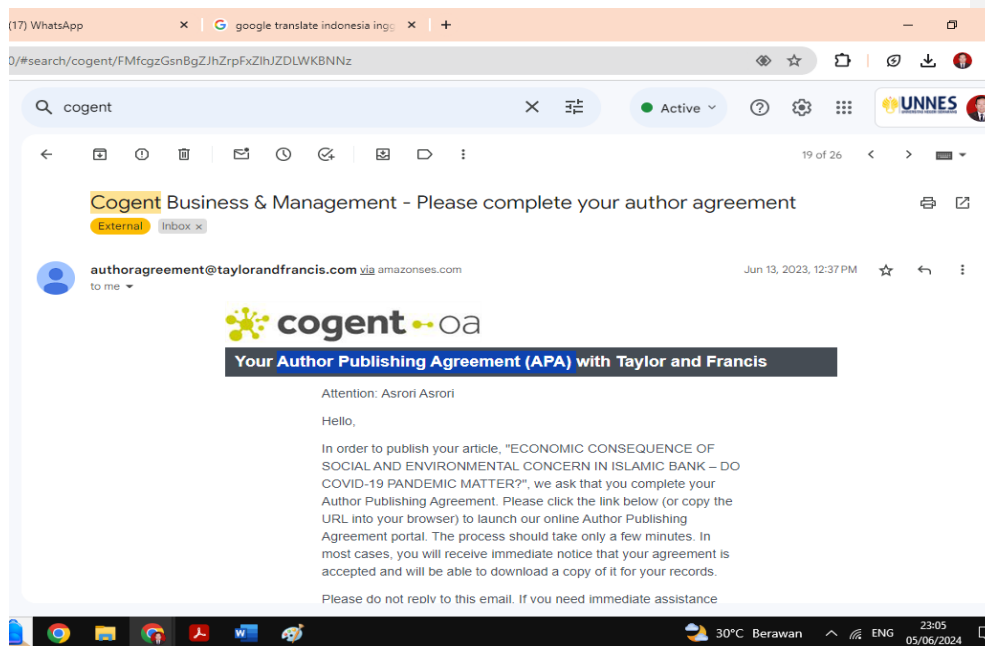 (17) WhatsApp
google translate indonesia ingg
0/#search/cogent/FMfcgzGsnBgZJhZrpFxZlhJZDLWKBNNz
cogent
Active
UNNES
19 of 26
Cogent Business & Management - Please complete your author agreement
External
Inbox x
authoragreement@taylorandfrancis.com via amazonses.com
Jun 13, 2023, 12:37 PM
to me
cogent oa
Your Author Publishing Agreement (APA) with Taylor and Francis
Attention: Asrori Asrori
Hello,
In order to publish your article, "ECONOMIC CONSEQUENCE OF
SOCIAL AND ENVIRONMENTAL CONCERN IN ISLAMIC BANK – DO
COVID-19 PANDEMIC MATTER?", we ask that you complete your
Author Publishing Agreement. Please click the link below (or copy the
URL into your browser) to launch our online Author Publishing
Agreement portal. The process should take only a few minutes. In
most cases, you will receive immediate notice that your agreement is
accepted and will be able to download a copy of it for your records.
Please do not reply to this email. If you need immediate assistance
30°C Berawan
ENG
23:05
05/06/2024